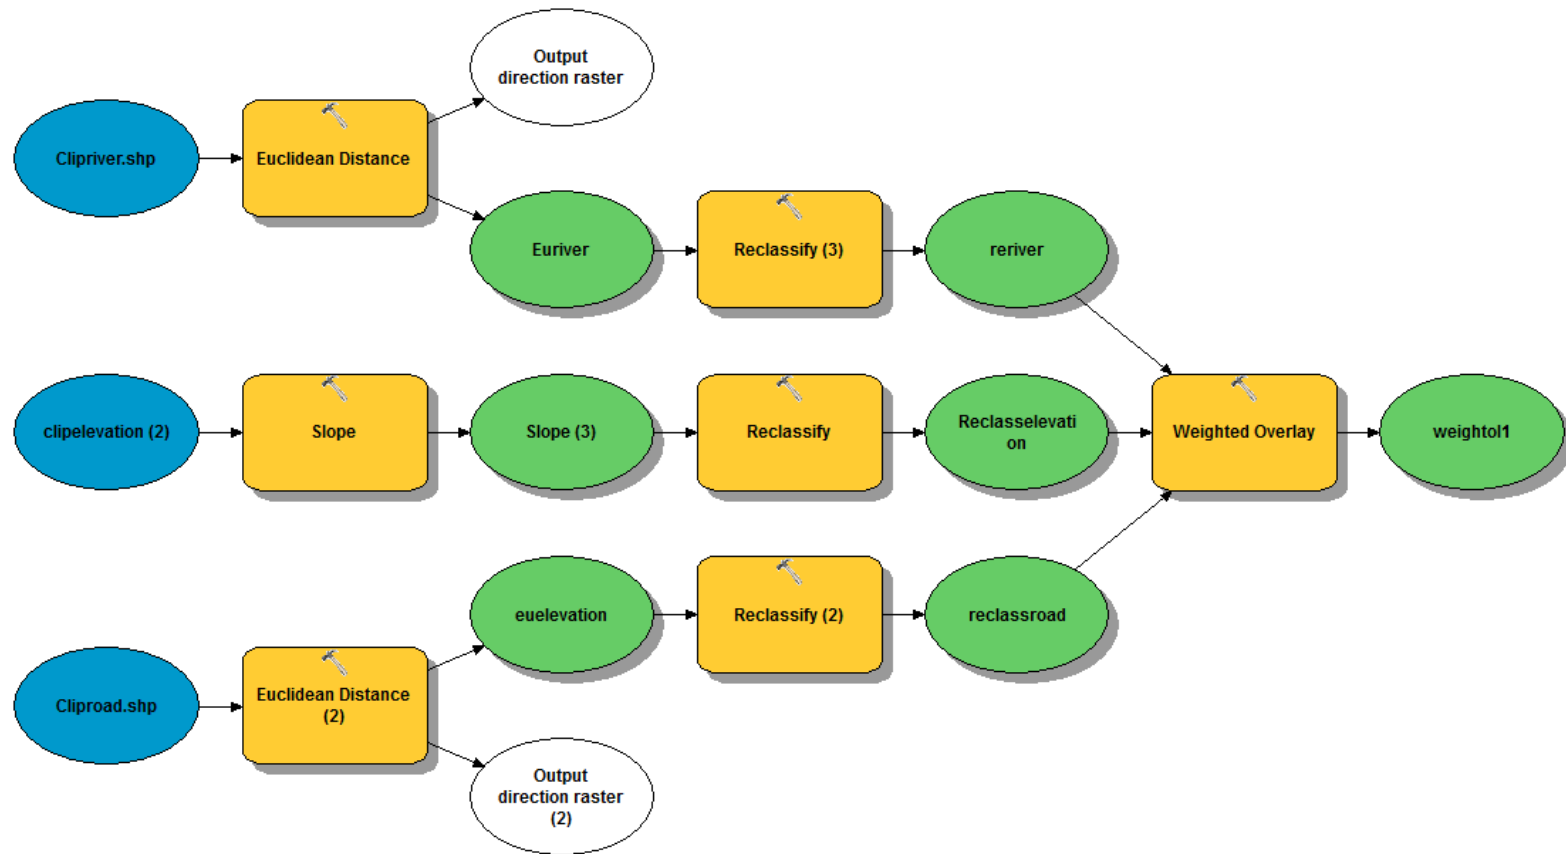 Output
direction raster
Clipriver.shp
Euclidean Distance
Euriver
Reclassify (3)
reriver
clipelevation (2)
Slope
Slope (3)
Reclassify
Reclasselevati
on
Weighted Overlay
weightol1
euelevation
Reclassify (2)
reclassroad
Cliproad.shp
Euclidean Distance
(2)
Output
direction raster
(2)